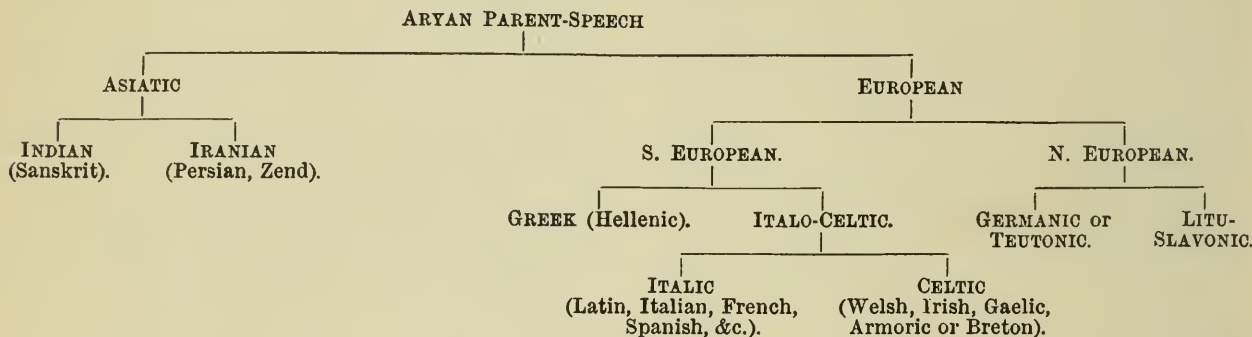 ARYAN PARENT-SPEECH
ASIATIC
EUROPEAN
INDIAN
(Sanskrit).
IRANIAN
(Persian, Zend).
S. EUROPEAN.
N. EUROPEAN.
GREEK (Hellenic).
ITALO-CELTIC.
GERMANIC or
TEUTONIC.
LITU-
SLAVONIC.
ITALIC
(Latin, Italian, French,
Spanish, &c.).
CELTIC
(Welsh, Irish, Gaelic,
Armoric or Breton).